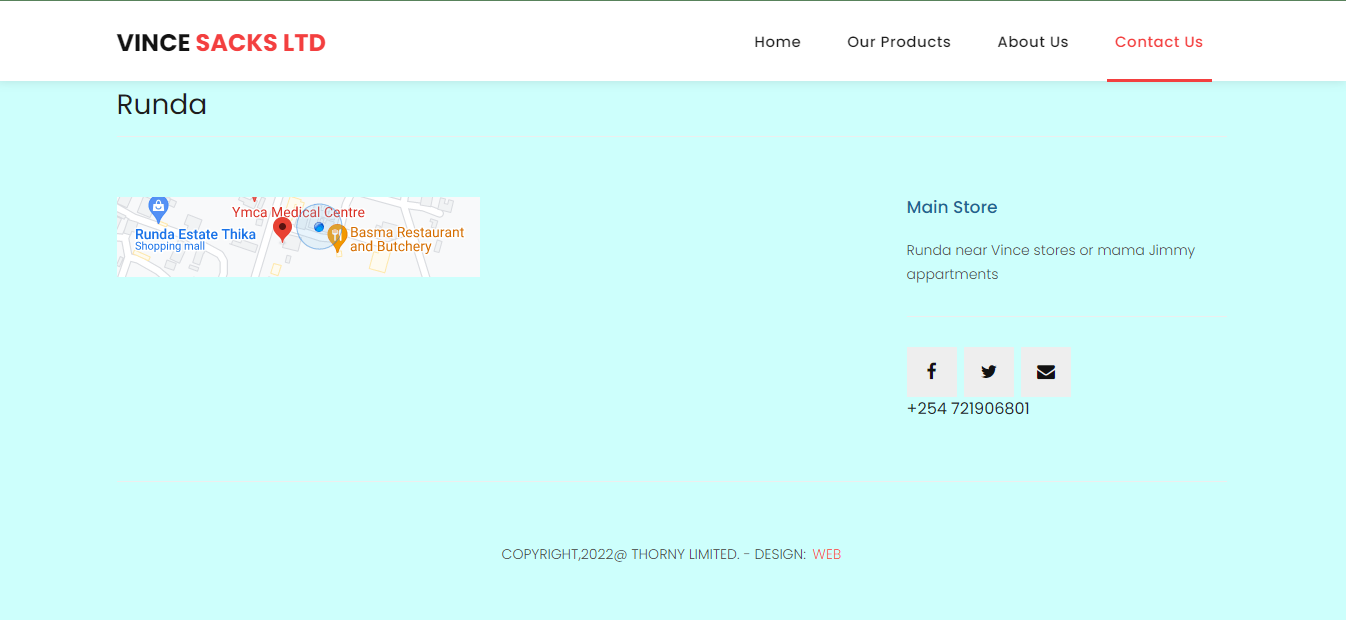 VINCE SACKS LTD
Home
Our Products
About Us
Contact Us
Runda
Ymca Medical Centre
Runda Estate Thika
Shopping mall
Basma Restaurant
and Butchery
Main Store
Runda near Vince stores or mama Jimmy
appartments
+254 721906801
COPYRIGHT,2022@ THORNY LIMITED. - DESIGN: WEB